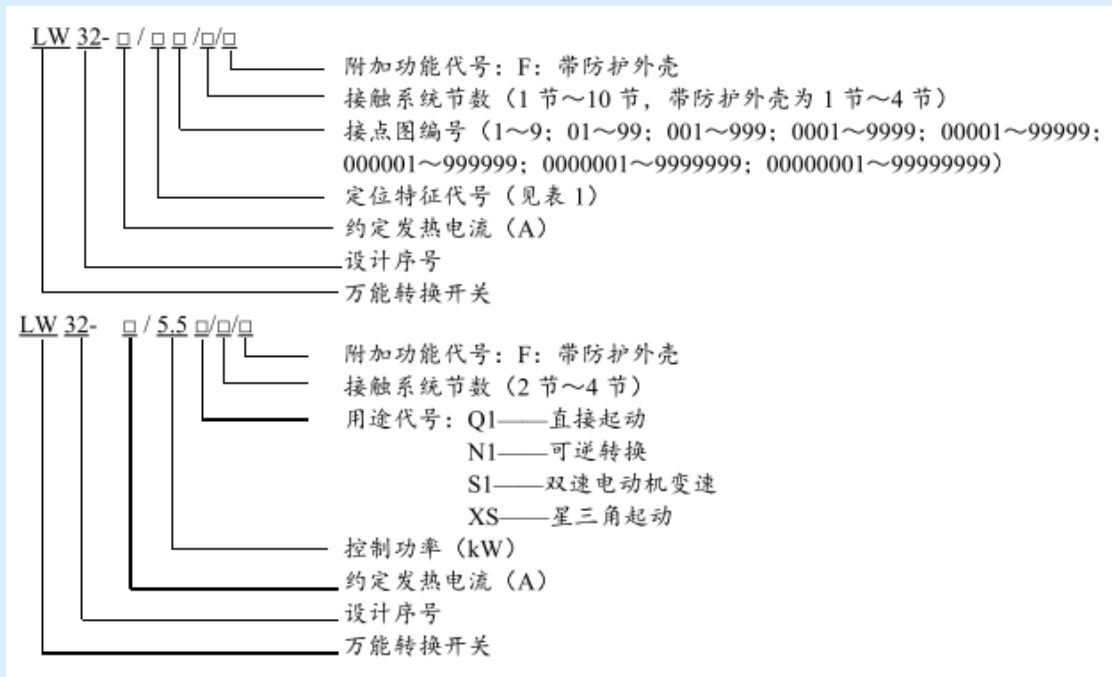 LW 32-□/□□/□/□
附加功能代号：F：带防护外壳
接触系统节数（1 节～10 节，带防护外壳为 1 节～4 节）
接点图编号（1～9；01～99；001～999；0001～9999；00001～99999；
000001～999999；0000001～9999999；00000001～99999999）
定位特征代号（见表 1）
约定发热电流（A）
设计序号
万能转换开关
LW 32- □/5.5□/□/□
附加功能代号：F：带防护外壳
接触系统节数（2 节～4 节）
用途代号：Q1——直接起动
N1——可逆转换
S1——双速电动机变速
XS——星三角起动
控制功率（kW）
约定发热电流（A）
设计序号
万能转换开关